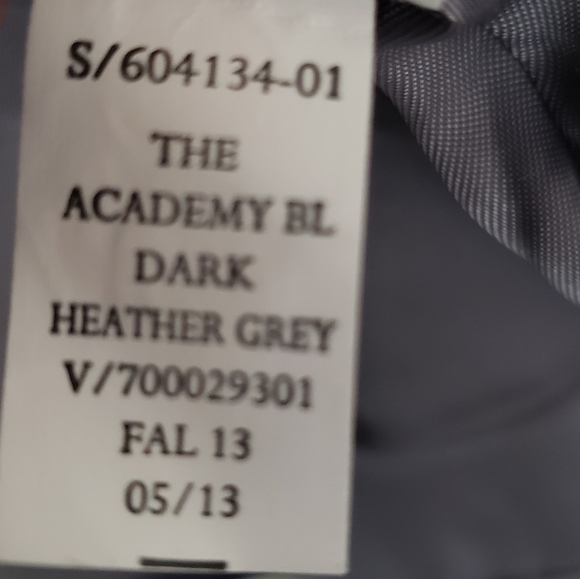 S/604134-01
THE
ACADEMY BL
DARK
HEATHER GREY
V/700029301
FAL 13
05/13